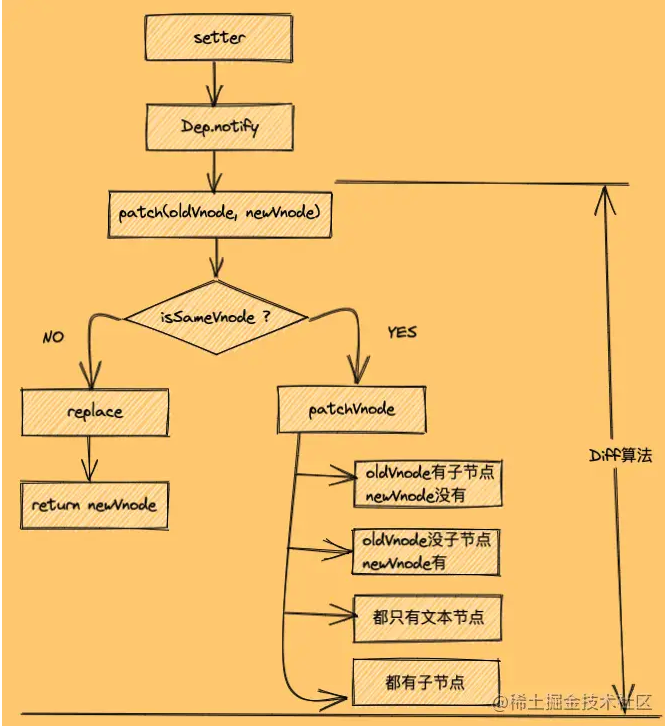 setter
Dep.notify
patch(oldVnode, newVnode)
isSameVnode ?
NO
YES
replace
patchVnode
return newVnode
oldVnode有子节点
newVnode没有
oldVnode没子节点
newVnode有
都只有文本节点
都有子节点
Diff算法
@稀土掘金技术社区